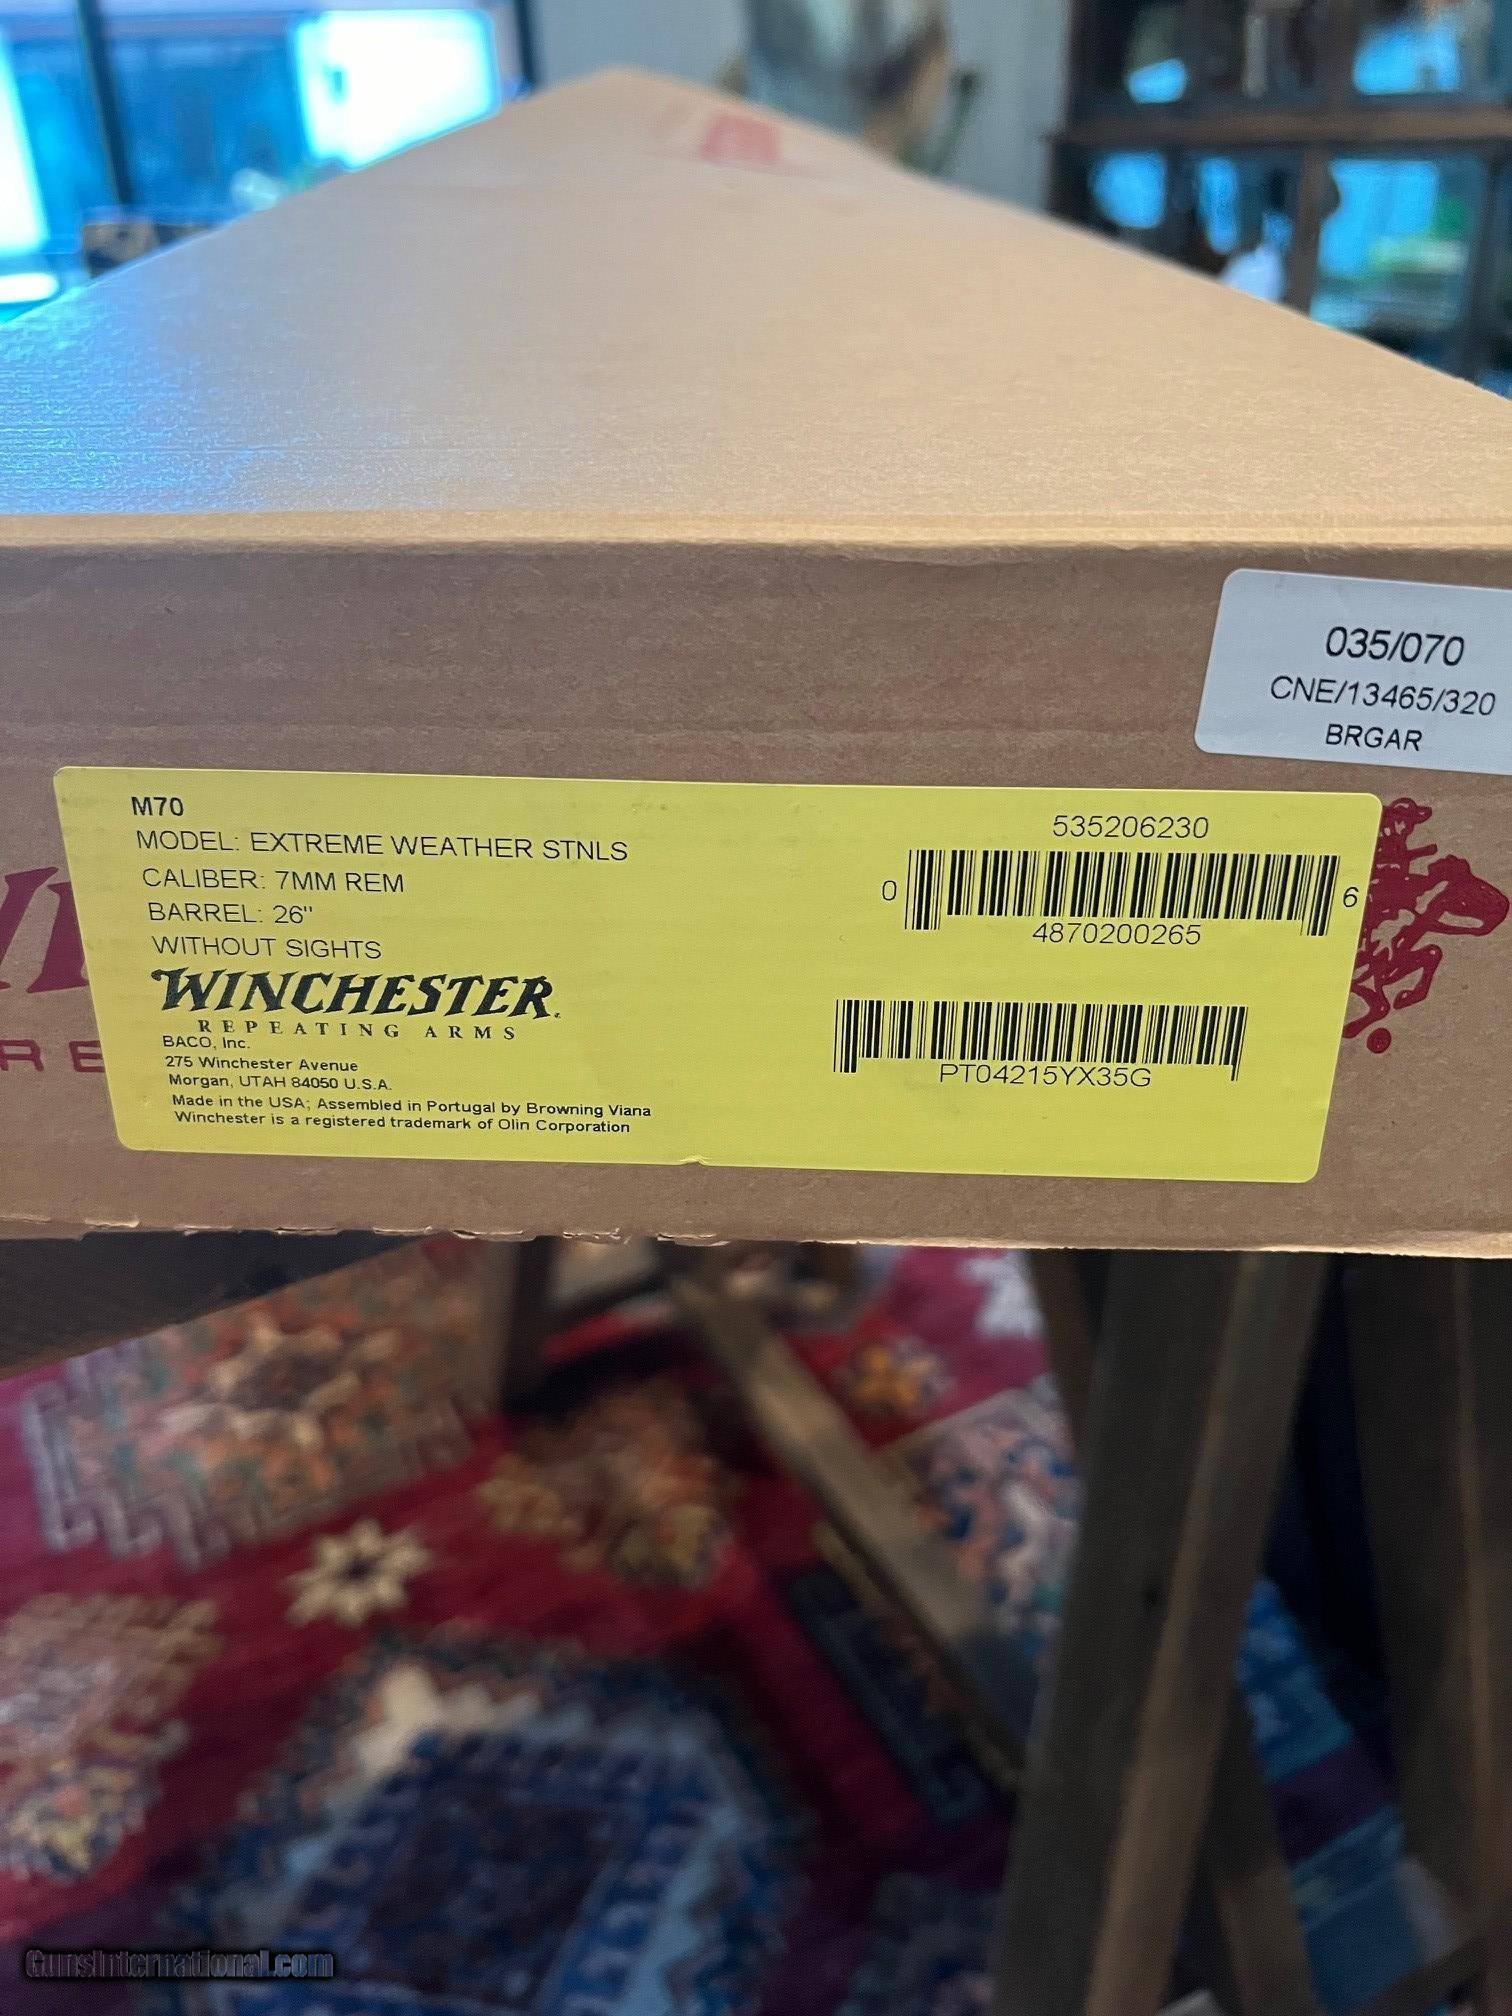 035/070
CNE/13465/320
BRGAR
M70
MODEL: EXTREME WEATHER STNLS
CALIBER: 7MM REM
BARREL: 26"
WITHOUT SIGHTS
WINCHESTER.
REPEATING ARMS
BACO, Inc.
275 Winchester Avenue
Morgan, UTAH 84050 U.S.A.
Made in the USA; Assembled in Portugal by Browning Viana
Winchester is a registered trademark of Olin Corporation
535206230
0 4870200265 6
PT04215YX35G
RE
®
GunsInternational.com